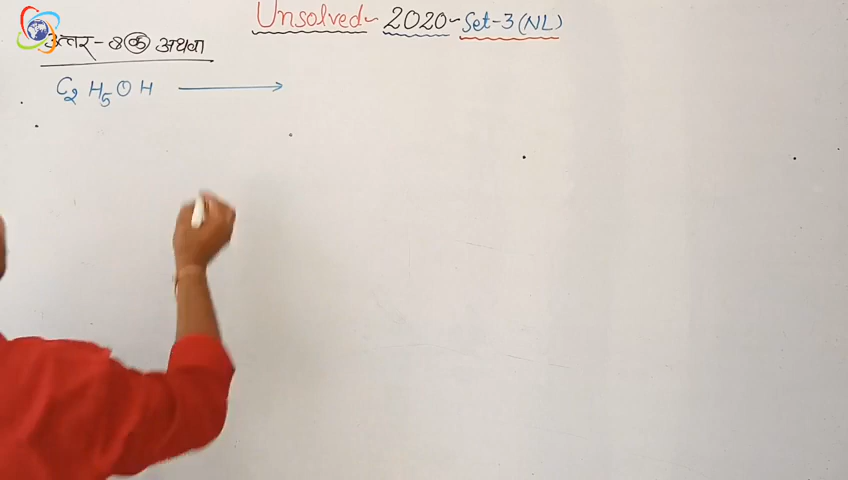 Unsolved- 2020- Set-3 (NL)
उत्तर- 8 (क) अथवा
C₂H₅OH ⟶